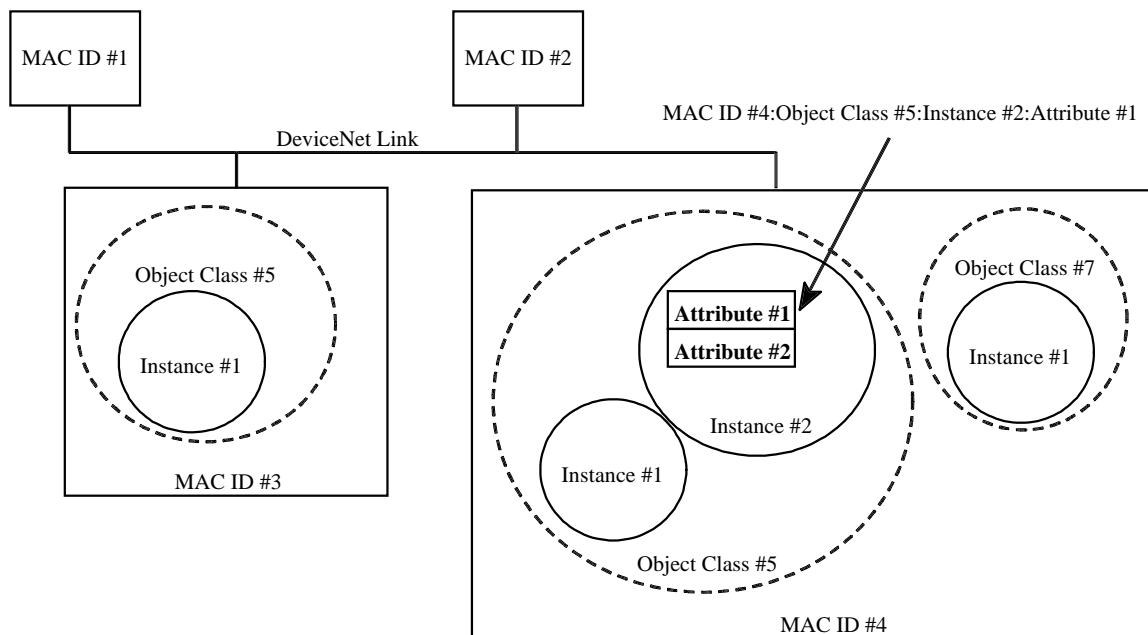 MAC ID #1
MAC ID #2
MAC ID #4:Object Class #5:Instance #2:Attribute #1
DeviceNet Link
Object Class #5
Instance #1
MAC ID #3
Attribute #1
Attribute #2
Instance #2
Instance #1
Object Class #5
Object Class #7
Instance #1
MAC ID #4